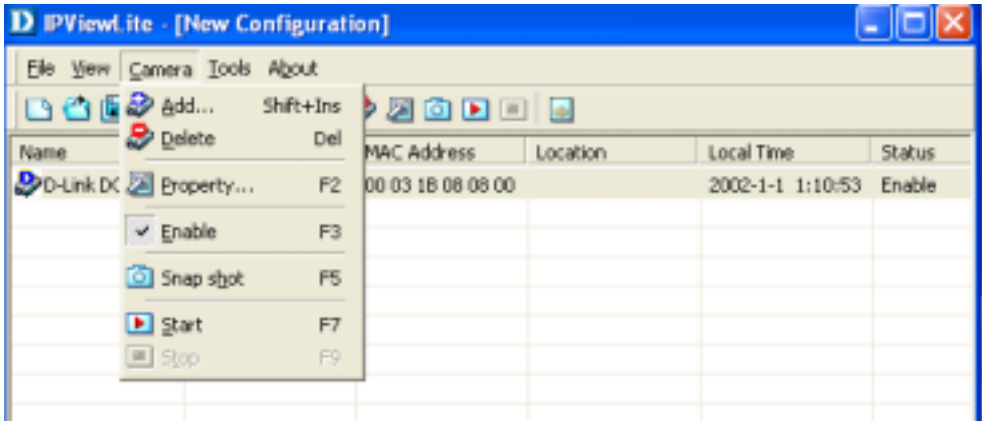 IPViewLite - [New Configuration]
File View Camera Tools About
Add... Shift+Ins
Delete Del
Property... F2
Enable F3
Snap shot F5
Start F7
Stop F9
Name MAC Address Location Local Time Status
D-Link DC 00 03 1B 08 08 00 2002-1-1 1:10:53 Enable